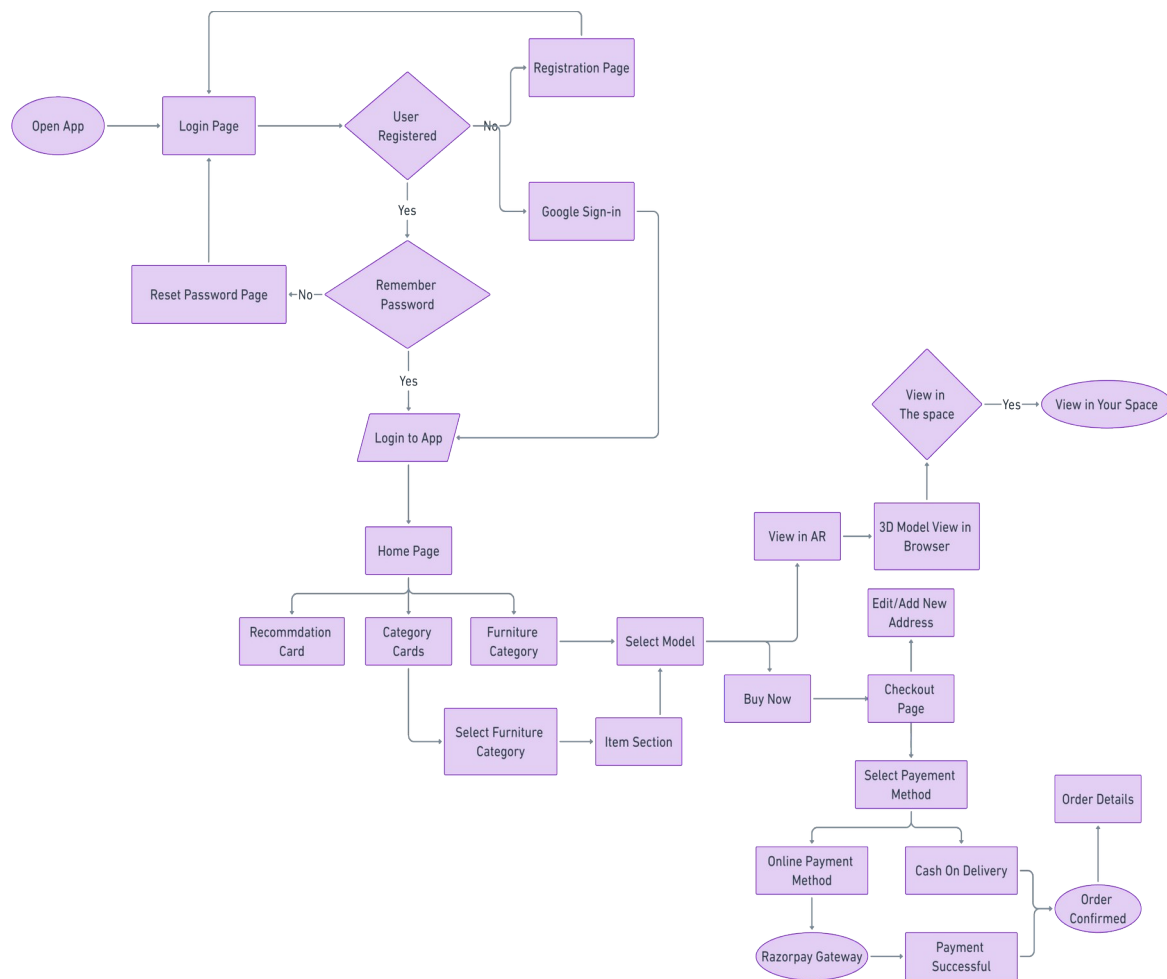 Registration Page
Open App
Login Page
User
Registered
No
Yes
Google Sign-in
Reset Password Page
No
Remember
Password
Yes
Login to App
View in
The space
Yes
View in Your Space
Home Page
View in AR
3D Model View in
Browser
Recommdation
Card
Category
Cards
Furniture
Category
Select Model
Edit/Add New
Address
Buy Now
Checkout
Page
Select Furniture
Category
Item Section
Select Payement
Method
Order Details
Online Payment
Method
Cash On Delivery
Order
Confirmed
Razorpay Gateway
Payment
Successful